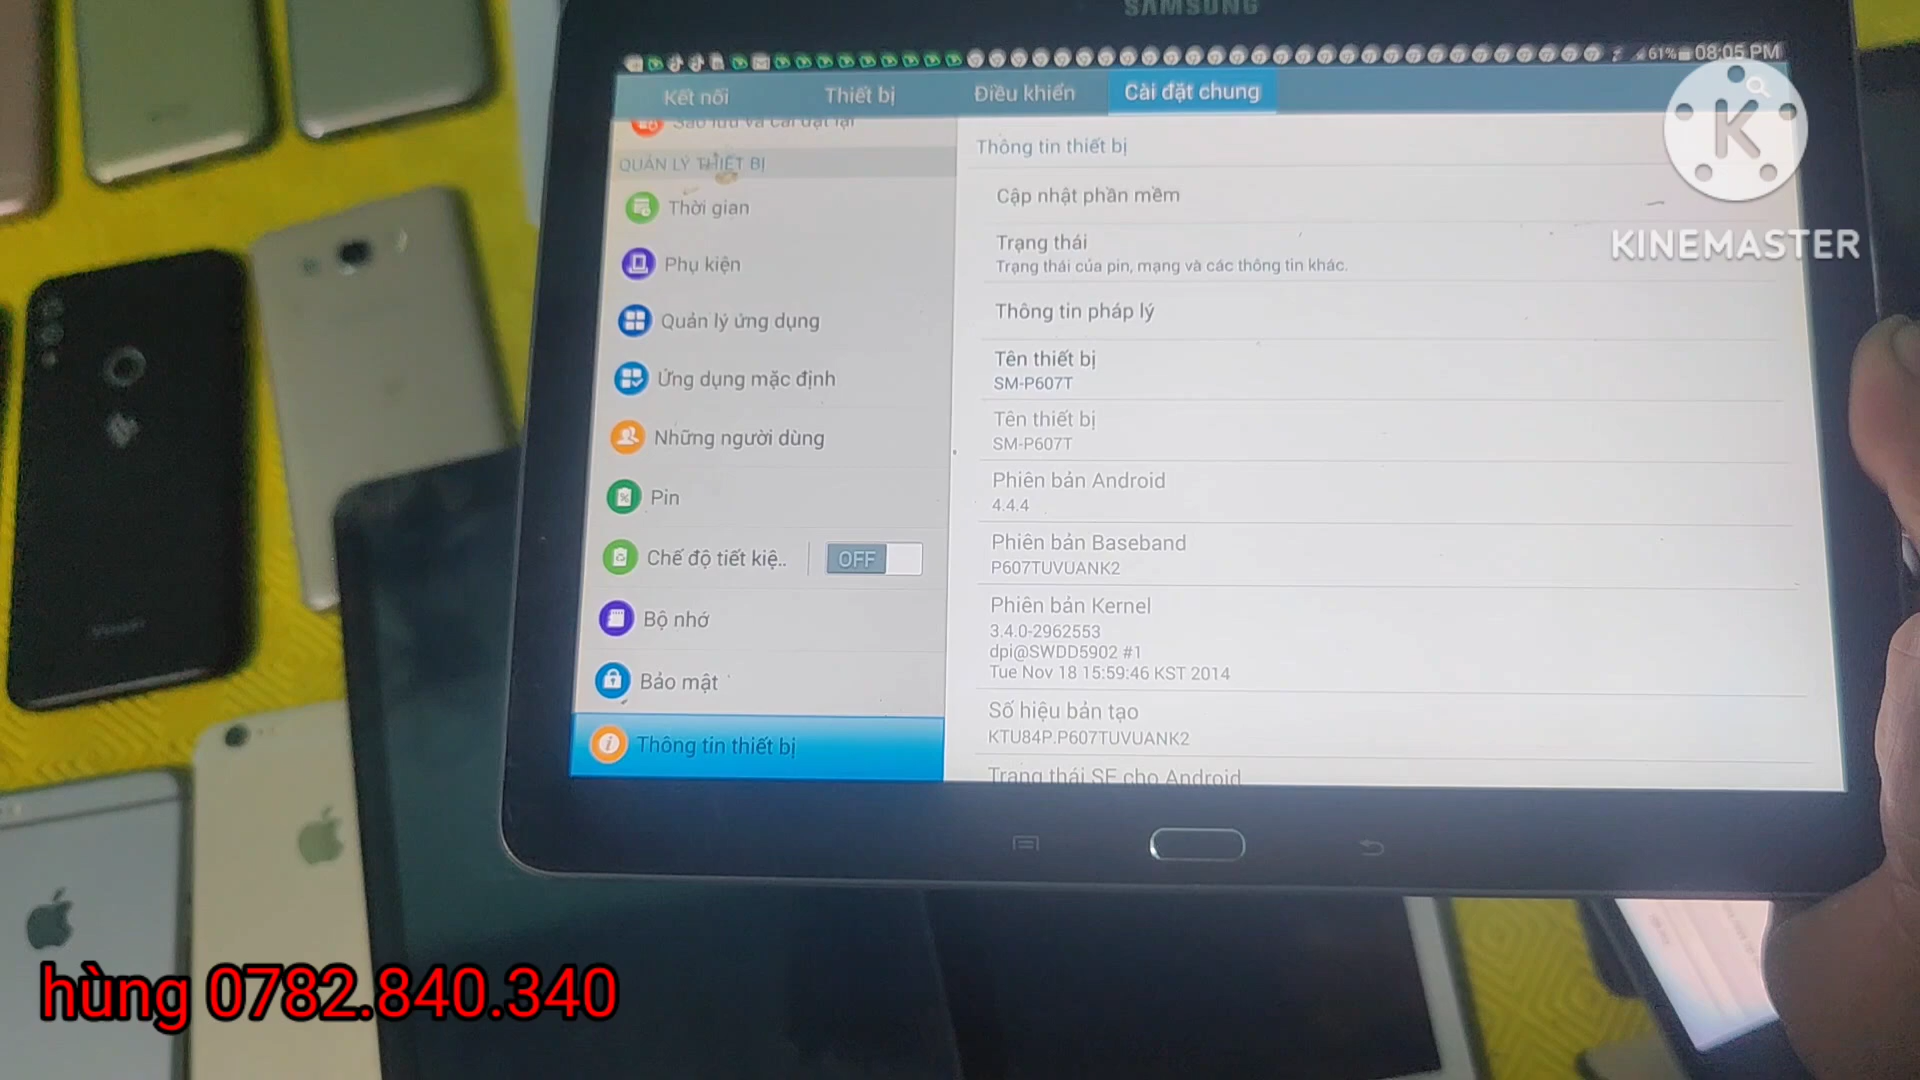 SAMSUNG
61% 08:05 PM
Kết nối
Thiết bị
Điều khiển
Cài đặt chung
Sao lưu và cài đặt lại
QUẢN LÝ THIẾT BỊ
Thời gian
Phụ kiện
Quản lý ứng dụng
Ứng dụng mặc định
Những người dùng
Pin
Chế độ tiết kiệ..
OFF
Bộ nhớ
Bảo mật
Thông tin thiết bị
Thông tin thiết bị
Cập nhật phần mềm
Trạng thái
Trạng thái của pin, mạng và các thông tin khác.
Thông tin pháp lý
Tên thiết bị
SM-P607T
Tên thiết bị
SM-P607T
Phiên bản Android
4.4.4
Phiên bản Baseband
P607TUVUANK2
Phiên bản Kernel
3.4.0-2962553
dpi@SWDD5902 #1
Tue Nov 18 15:59:46 KST 2014
Số hiệu bản tạo
KTU84P.P607TUVUANK2
Trạng thái SE cho Android
K
KINEMASTER
hùng 0782.840.340